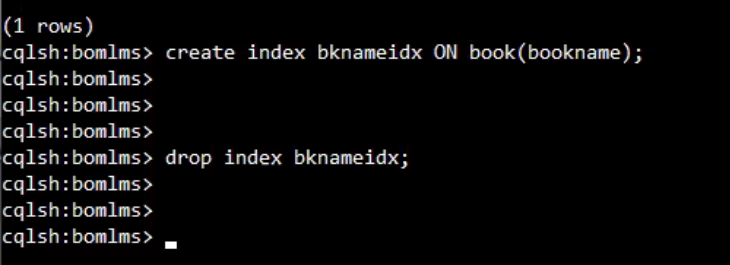 (1 rows)
cqlsh:bomlms> create index bknameidx ON book(bookname);
cqlsh:bomlms>
cqlsh:bomlms>
cqlsh:bomlms>
cqlsh:bomlms> drop index bknameidx;
cqlsh:bomlms>
cqlsh:bomlms>
cqlsh:bomlms>